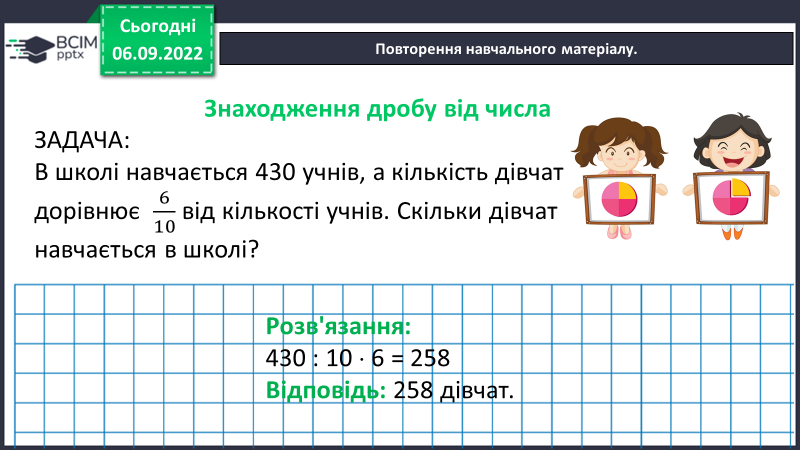 Сьогодні
06.09.2022
BCIM
pptx
Повторення навчального матеріалу.
Знаходження дробу від числа
ЗАДАЧА:
В школі навчається 430 учнів, а кількість дівчат
дорівнює 6/10 від кількості учнів. Скільки дівчат
навчається в школі?
Розв'язання:
430 : 10 · 6 = 258
Відповідь: 258 дівчат.